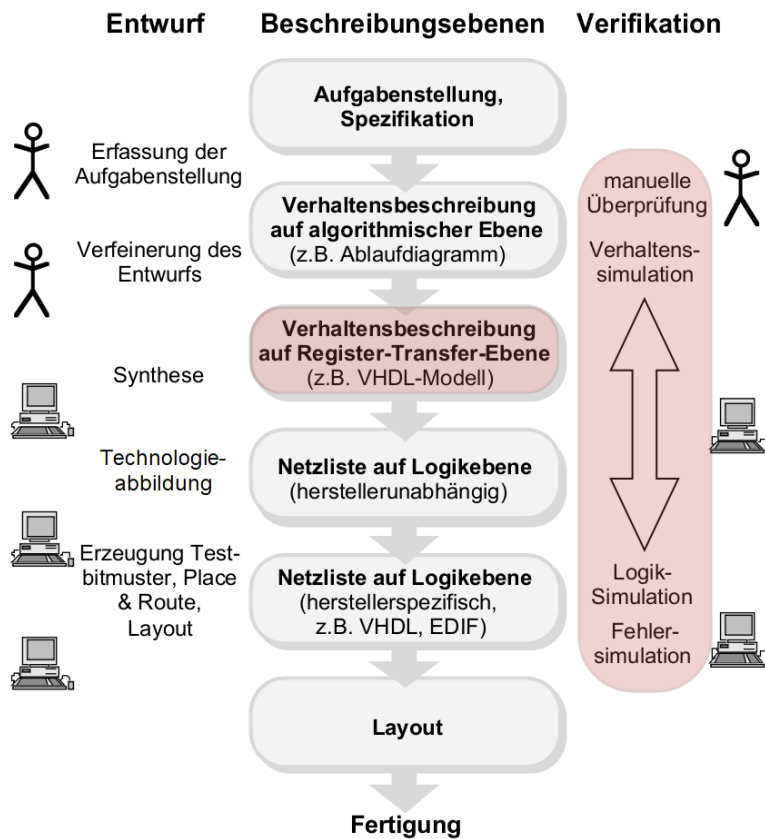 Entwurf
Beschreibungsebenen
Verifikation
Aufgabenstellung,
Spezifikation
Erfassung der
Aufgabenstellung
manuelle
Überprüfung
Verhaltensbeschreibung
auf algorithmischer Ebene
(z.B. Ablaufdiagramm)
Verfeinerung des
Entwurfs
Verhaltens-
simulation
Verhaltensbeschreibung
auf Register-Transfer-Ebene
(z.B. VHDL-Modell)
Synthese
Technologie-
abbildung
Netzliste auf Logikebene
(herstellerunabhängig)
Erzeugung Test-
bitmuster, Place
& Route,
Layout
Netzliste auf Logikebene
(herstellerspezifisch,
z.B. VHDL, EDIF)
Logik-
Simulation
Fehler-
simulation
Layout
Fertigung